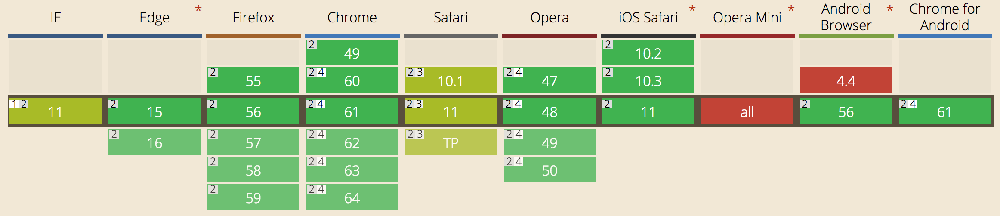 IE Edge * Firefox Chrome Safari Opera iOS Safari * Opera Mini * Android Browser * Chrome for Android
2 49 2 10.2
2 55 2 4 60 2 3 10.1 2 4 47 2 10.3 4.4
1 2 11 2 15 2 56 2 4 61 2 3 11 2 4 48 2 11 all 2 56 2 4 61
2 16 2 57 2 4 62 2 3 TP 2 4 49
2 58 2 4 63 2 4 50
2 59 2 4 64